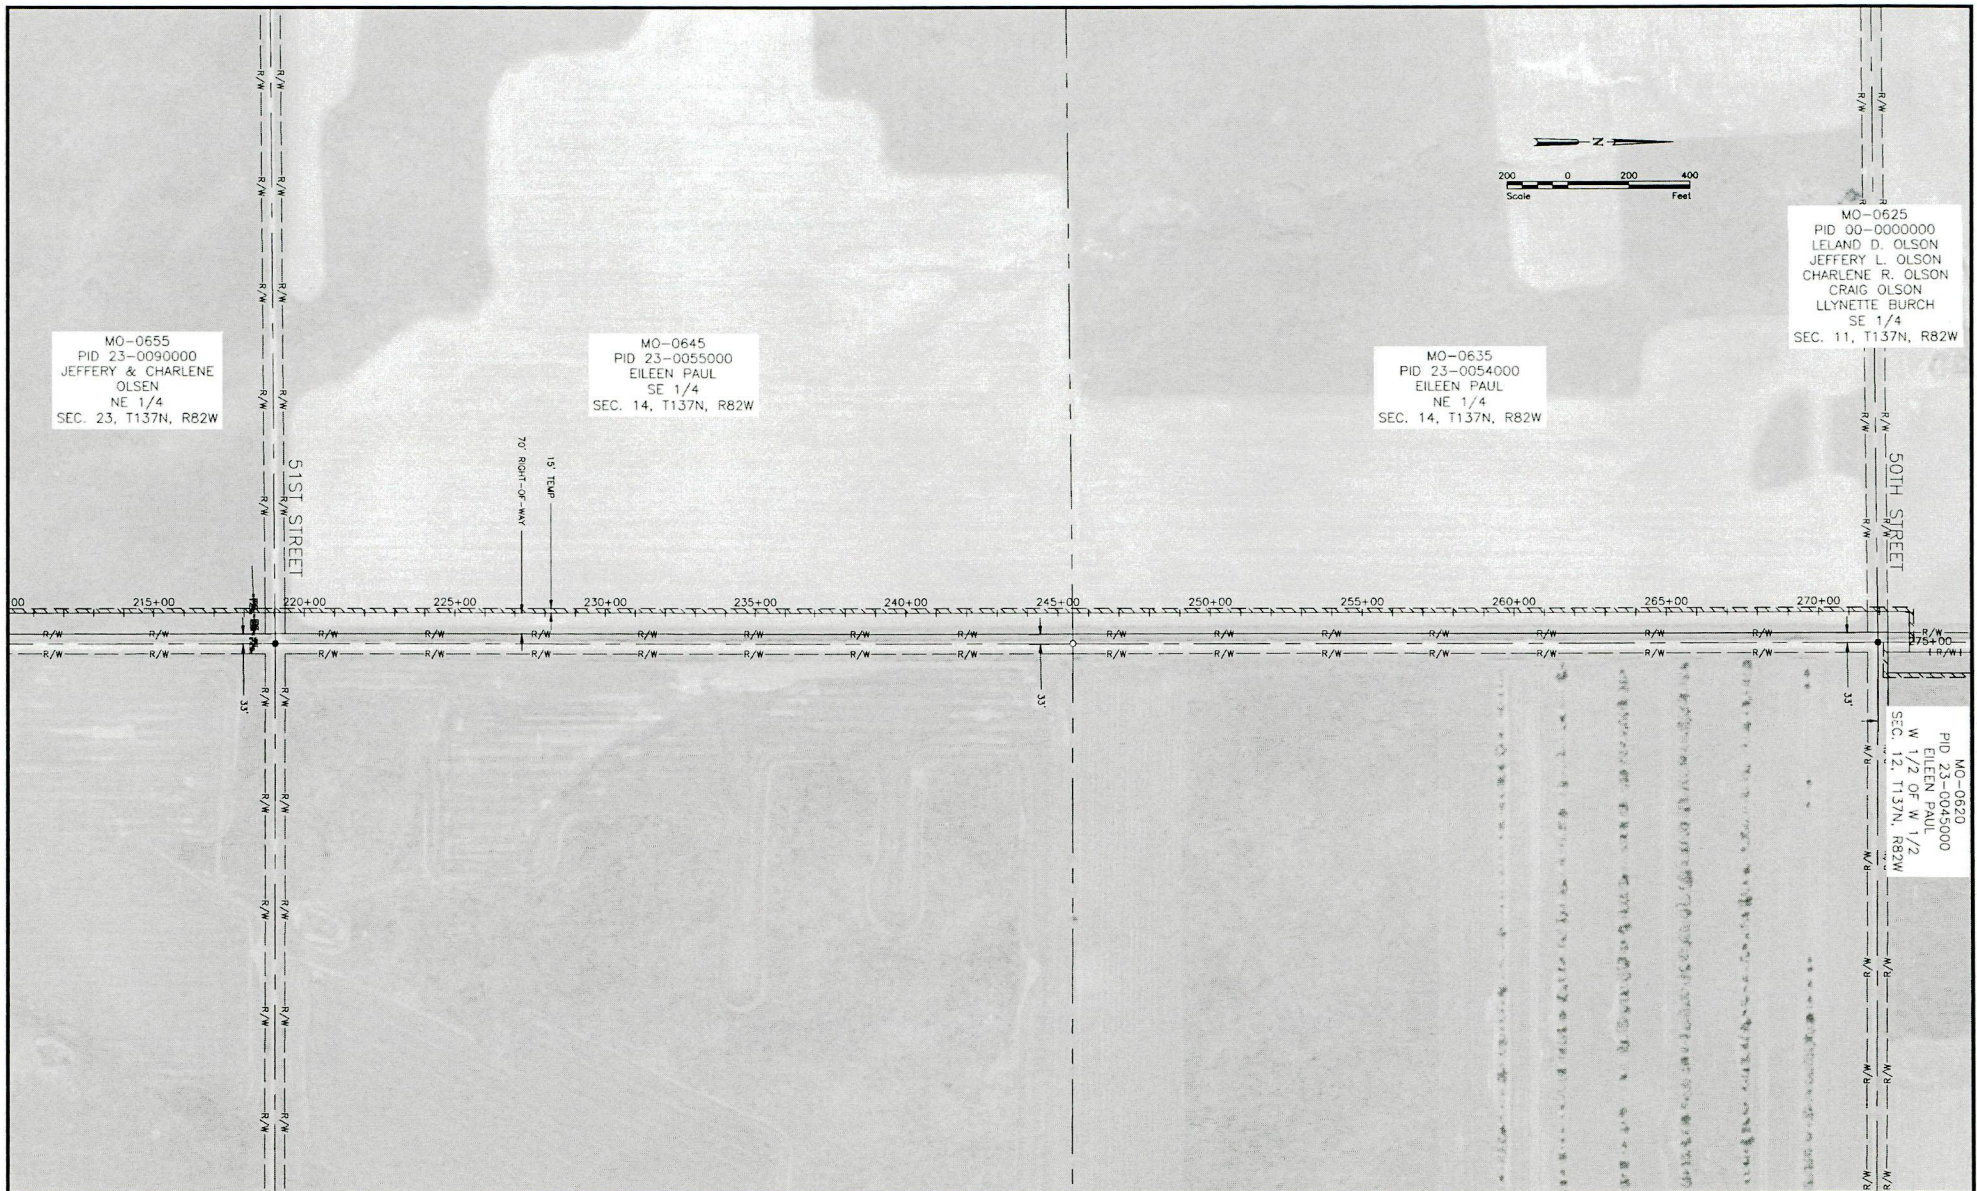 N
200 0 200 400
Scale Feet
MO-0625
PID 00-0000000
LELAND D. OLSON
JEFFERY L. OLSON
CHARLENE R. OLSON
CRAIG OLSON
LLYNETTE BURCH
SE 1/4
SEC. 11, T137N, R82W
MO-0655
PID 23-0090000
JEFFERY & CHARLENE
OLSEN
NE 1/4
SEC. 23, T137N, R82W
MO-0645
PID 23-0055000
EILEEN PAUL
SE 1/4
SEC. 14, T137N, R82W
MO-0635
PID 23-0054000
EILEEN PAUL
NE 1/4
SEC. 14, T137N, R82W
51ST STREET
70' RIGHT-OF-WAY
15' TEMP
50TH STREET
00 215+00 220+00 225+00 230+00 235+00 240+00 245+00 250+00 255+00 260+00 265+00 270+00
275+00
R/W R/W R/W R/W R/W R/W R/W R/W R/W R/W R/W R/W R/W R/W R/W R/W R/W
R/W R/W R/W R/W R/W R/W R/W R/W R/W R/W R/W R/W R/W R/W R/W R/W R/W
33'
33'
33'
MO-0620
PID 23-0045000
EILEEN PAUL
W 1/2 OF W 1/2
SEC. 12, T137N, R82W